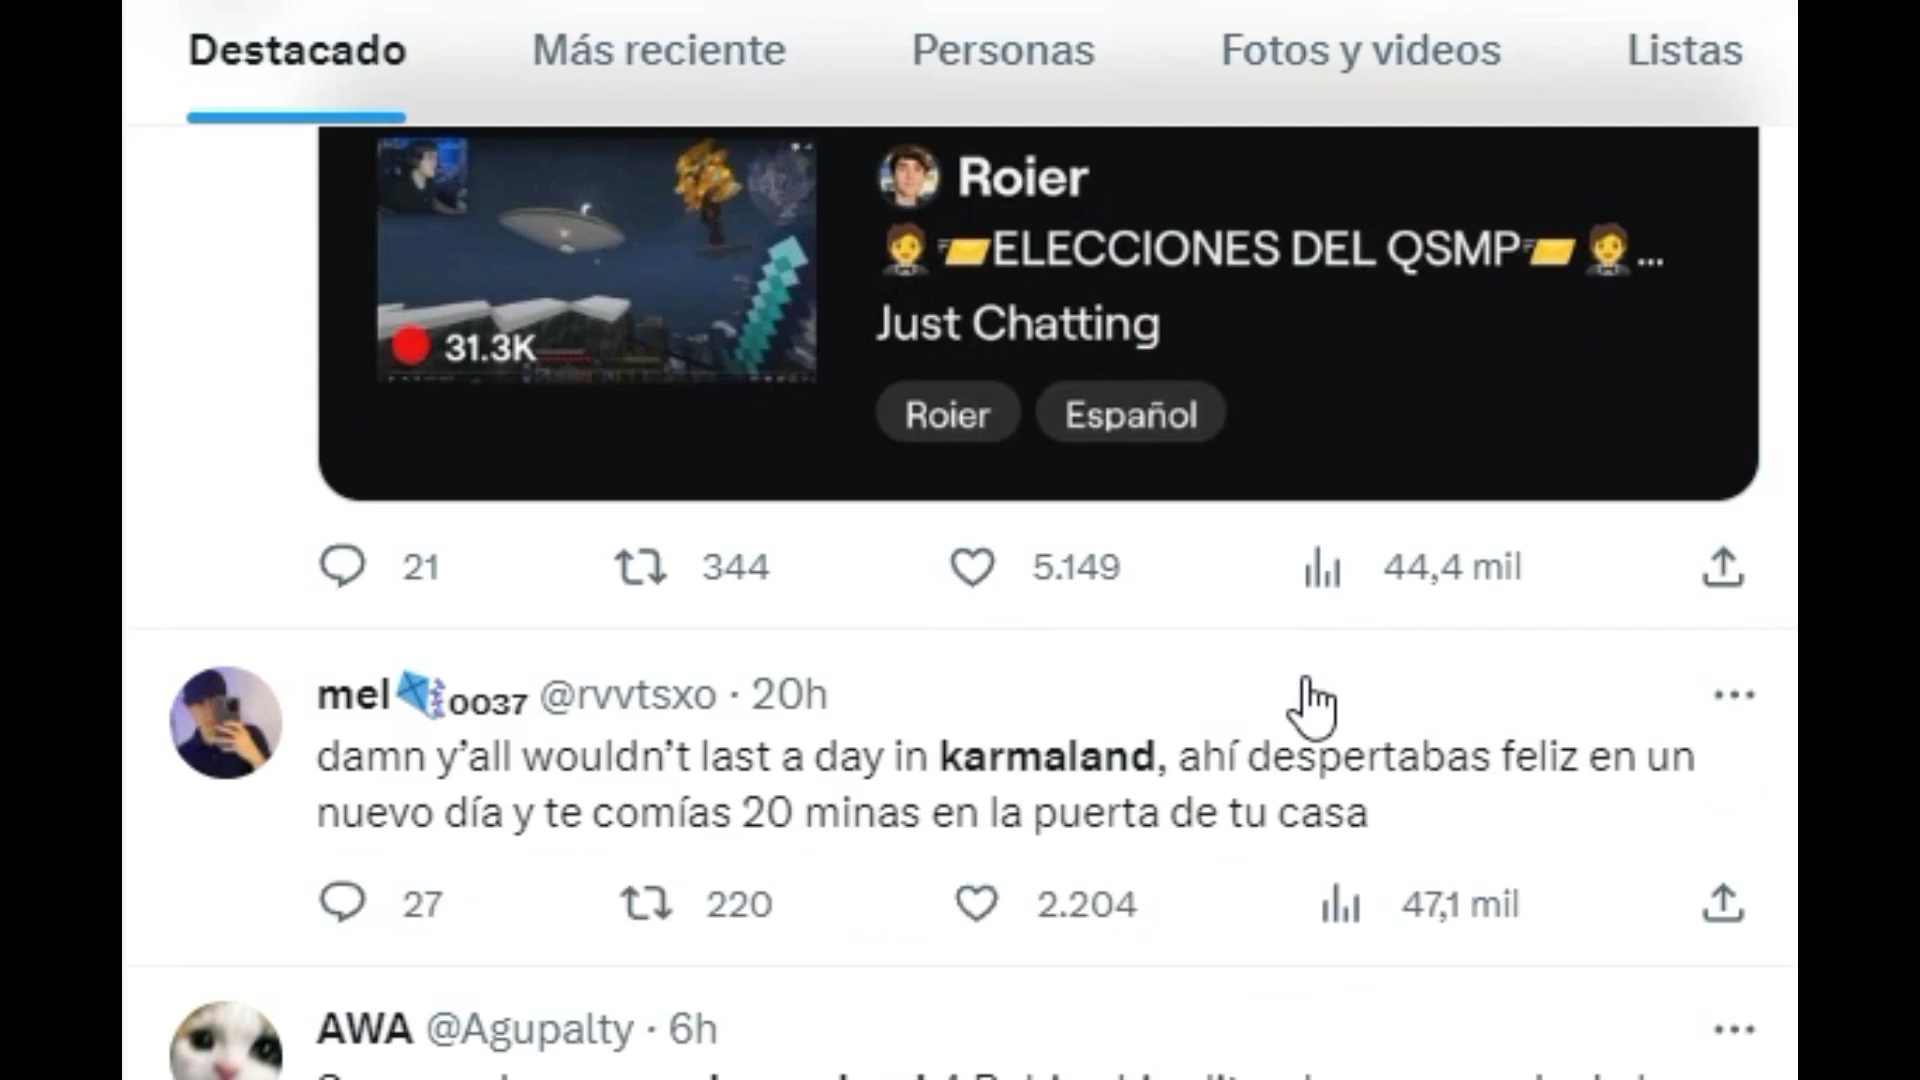 Destacado Más reciente Personas Fotos y videos Listas
Roier
ELECCIONES DEL QSMP...
Just Chatting
31.3K
Roier Español
21 344 5.149 44,4 mil
mel 0037 @rvvtsxo · 20h
damn y'all wouldn't last a day in karmaland, ahí despertabas feliz en un
nuevo día y te comías 20 minas en la puerta de tu casa
27 220 2.204 47,1 mil
AWA @Agupalty · 6h